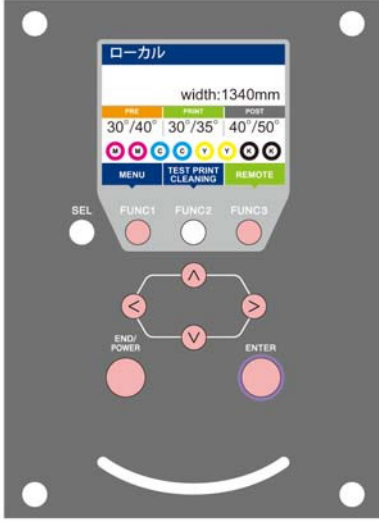 ローカル
width:1340mm
PRE PRINT POST
30°/40° 30°/35° 40°/50°
M M C C Y Y K K
MENU TEST PRINT CLEANING REMOTE
SEL FUNC1 FUNC2 FUNC3
END/POWER ENTER